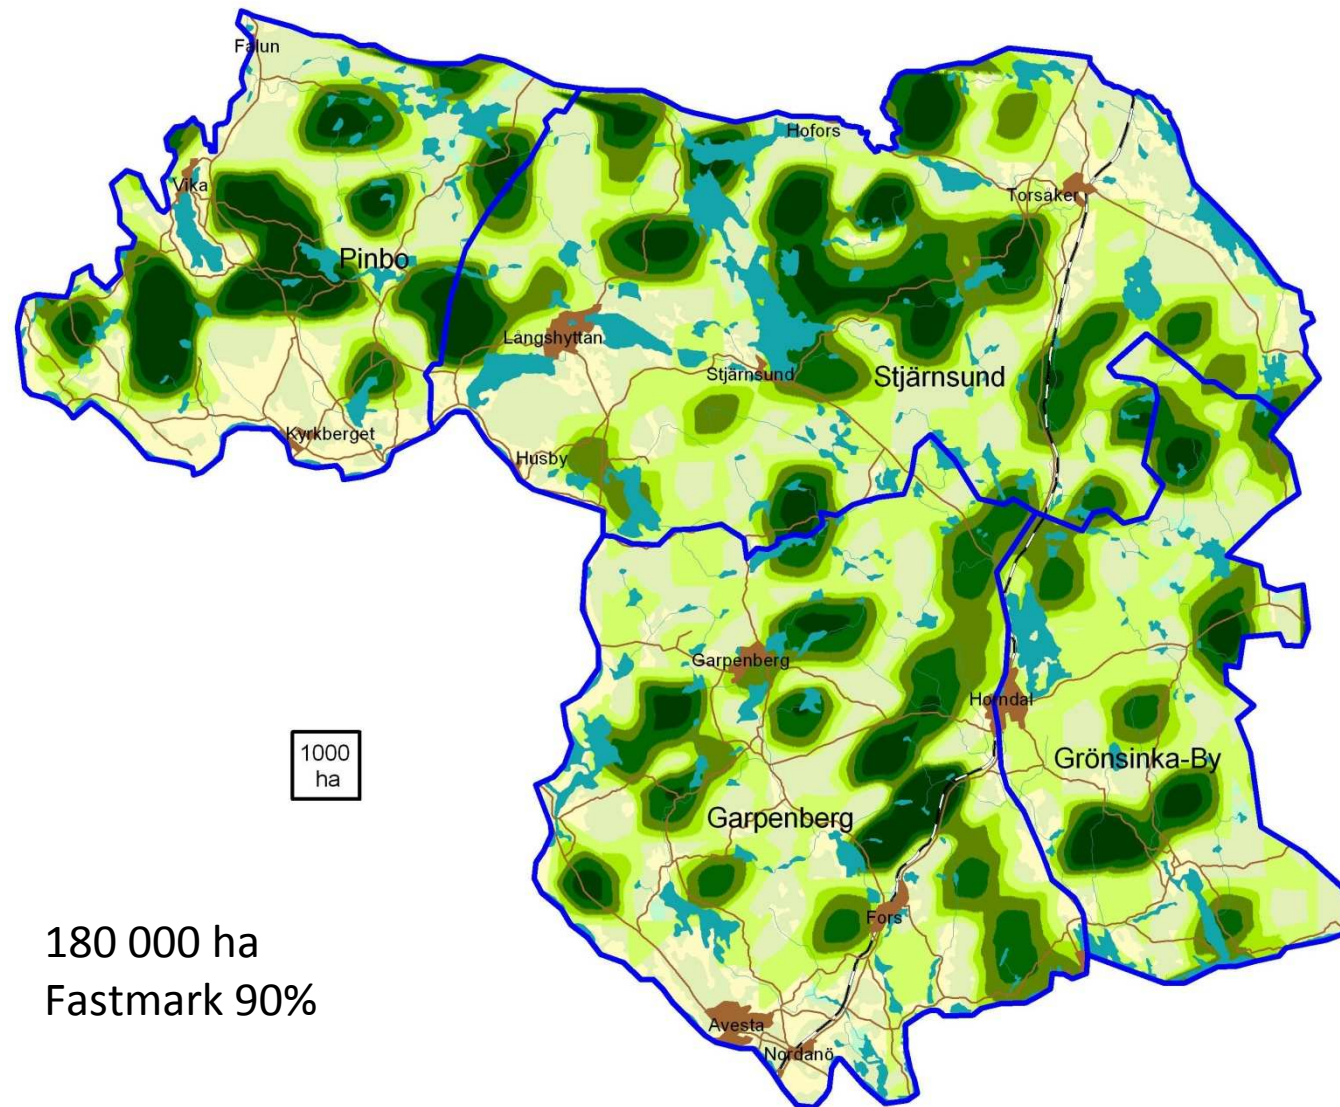 Falun
Hofors
Vika
Torsåker
Pinbo
Långshyttan
Stjärnsund
Stjärnsund
Kyrkberget
Husby
Garpenberg
Horndal
1000
ha
Grönsinka-By
Garpenberg
Fors
180 000 ha
Fastmark 90%
Avesta
Nordanö